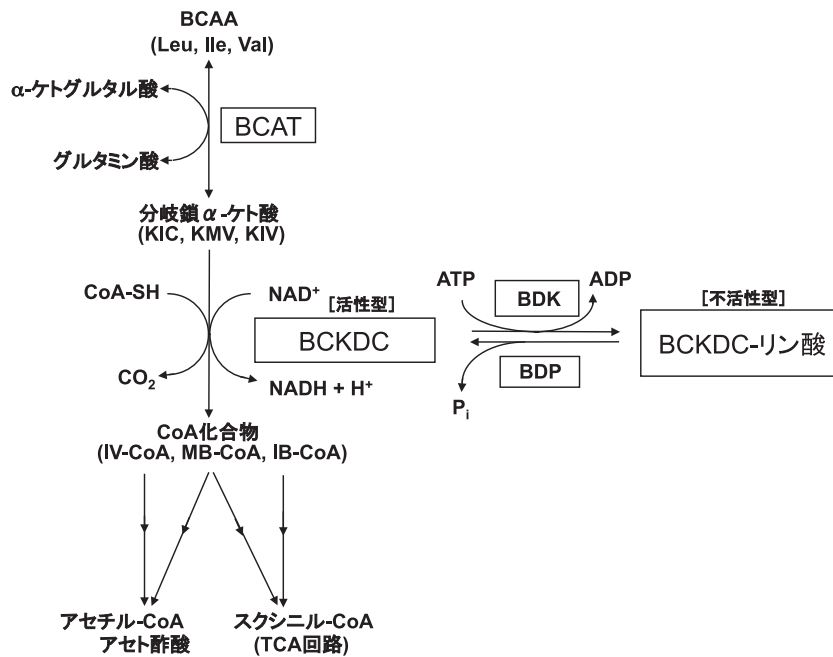 BCAA
(Leu, Ile, Val)
α-ケトグルタル酸
BCAT
グルタミン酸
分岐鎖α-ケト酸
(KIC, KMV, KIV)
CoA-SH
NAD+
[活性型]
BCKDC
ATP
BDK
ADP
[不活性型]
BCKDC-リン酸
BDP
Pi
CO2
NADH + H+
CoA化合物
(IV-CoA, MB-CoA, IB-CoA)
アセチル-CoA
アセト酢酸
スクシニル-CoA
(TCA回路)